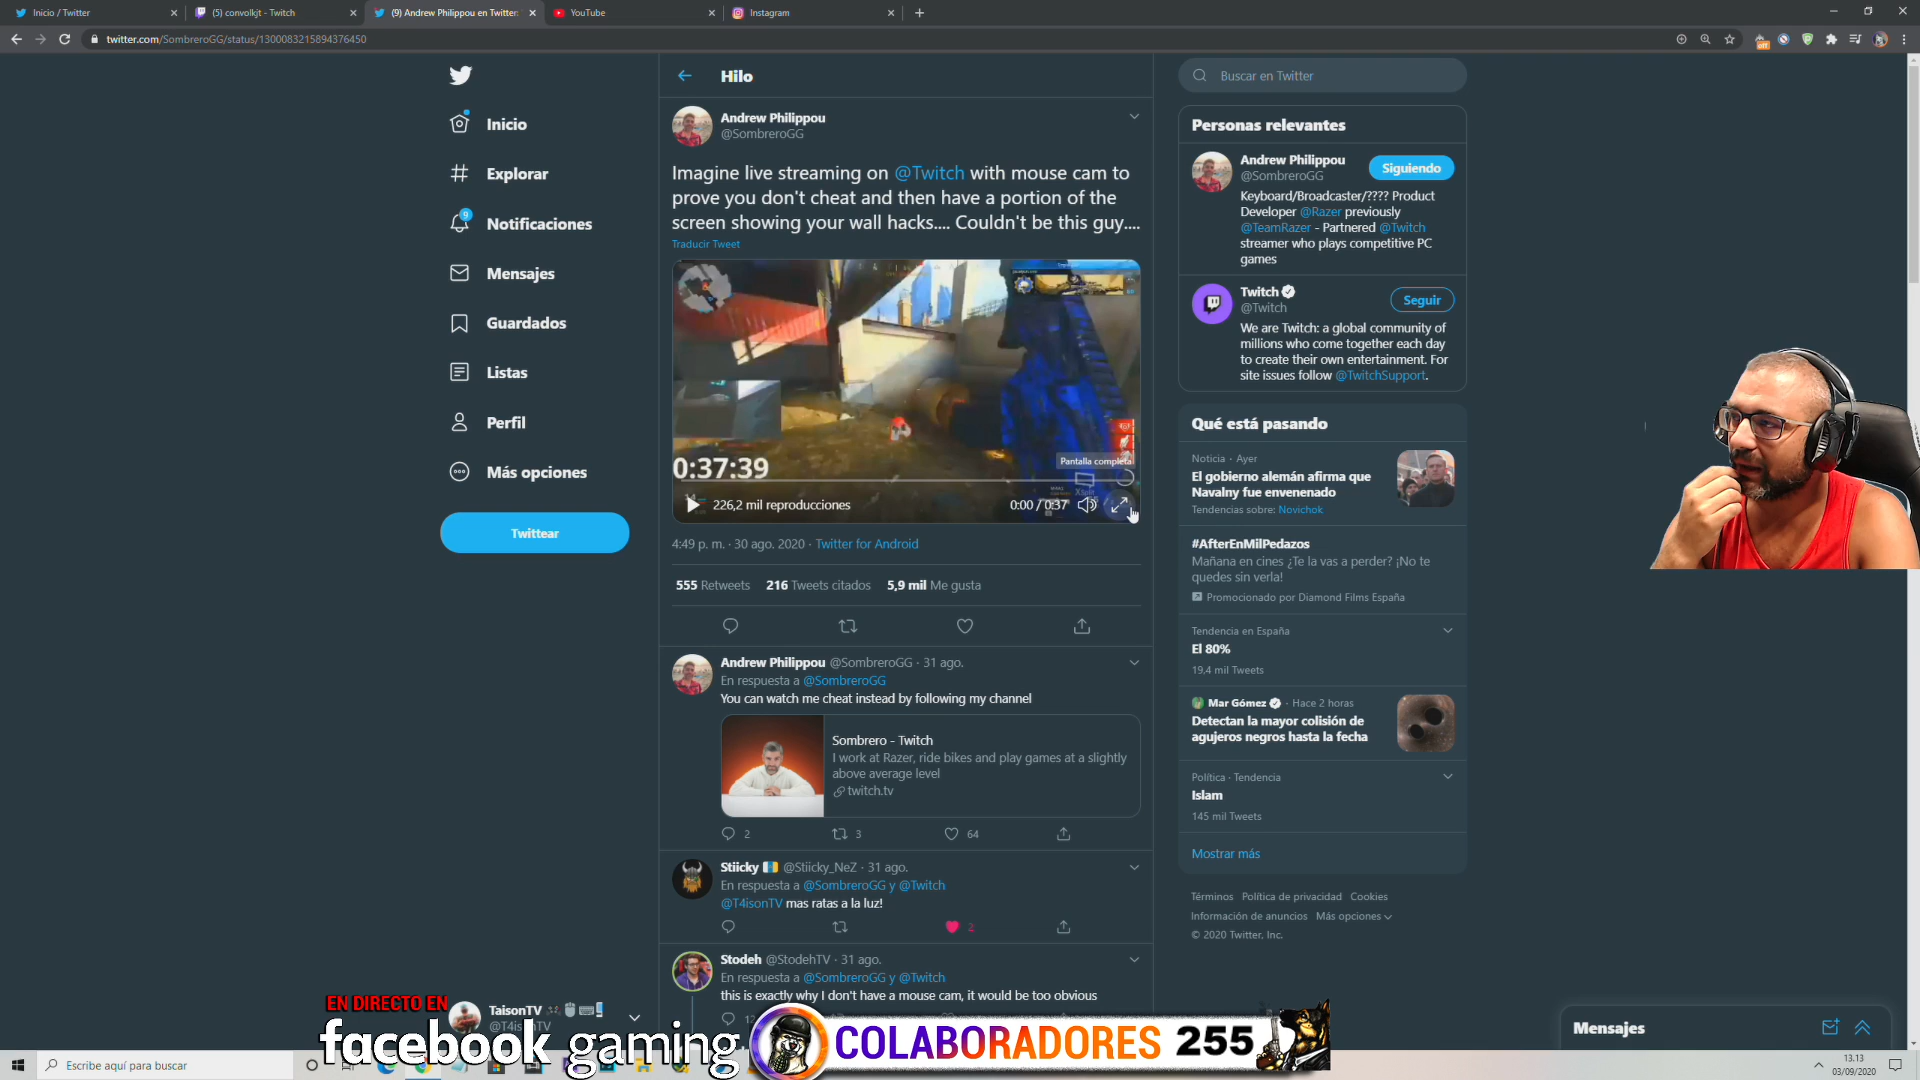 Inicio / Twitter
(5) convolkjt - Twitch
(9) Andrew Philippou en Twitter:
YouTube
Instagram
twitter.com/SombreroGG/status/1300083215894376450
Inicio
Explorar
9
Notificaciones
Mensajes
Guardados
Listas
Perfil
Más opciones
Twittear
Hilo
Andrew Philippou
@SombreroGG
Imagine live streaming on @Twitch with mouse cam to
prove you don't cheat and then have a portion of the
screen showing your wall hacks.... Couldn't be this guy....
Traducir Tweet
0:37:39
Pantalla completa
226,2 mil reproducciones
0:00 / 0:37
4:49 p. m. · 30 ago. 2020 · Twitter for Android
555 Retweets 216 Tweets citados 5,9 mil Me gusta
Andrew Philippou @SombreroGG · 31 ago.
En respuesta a @SombreroGG
You can watch me cheat instead by following my channel
Sombrero - Twitch
I work at Razer, ride bikes and play games at a slightly
above average level
twitch.tv
2 3 64
Stiicky @Stiicky_NeZ · 31 ago.
En respuesta a @SombreroGG y @Twitch
@T4isonTV mas ratas a la luz!
2
Stodeh @StodehTV · 31 ago.
En respuesta a @SombreroGG y @Twitch
this is exactly why I don't have a mouse cam, it would be too obvious
Buscar en Twitter
Personas relevantes
Andrew Philippou
@SombreroGG
Siguiendo
Keyboard/Broadcaster/???? Product
Developer @Razer previously
@TeamRazer - Partnered @Twitch
streamer who plays competitive PC
games
Twitch
@Twitch
Seguir
We are Twitch: a global community of
millions who come together each day
to create their own entertainment. For
site issues follow @TwitchSupport.
Qué está pasando
Noticia · Ayer
El gobierno alemán afirma que
Navalny fue envenenado
Tendencias sobre: Novichok
#AfterEnMilPedazos
Mañana en cines ¿Te la vas a perder? ¡No te
quedes sin verla!
Promocionado por Diamond Films España
Tendencia en España
El 80%
19,4 mil Tweets
Mar Gómez · Hace 2 horas
Detectan la mayor colisión de
agujeros negros hasta la fecha
Política · Tendencia
Islam
145 mil Tweets
Mostrar más
Términos Política de privacidad Cookies
Información de anuncios Más opciones
© 2020 Twitter, Inc.
Mensajes
EN DIRECTO EN
facebook gaming
TaisonTV
COLABORADORES 255
Escribe aquí para buscar
13.13
03/09/2020